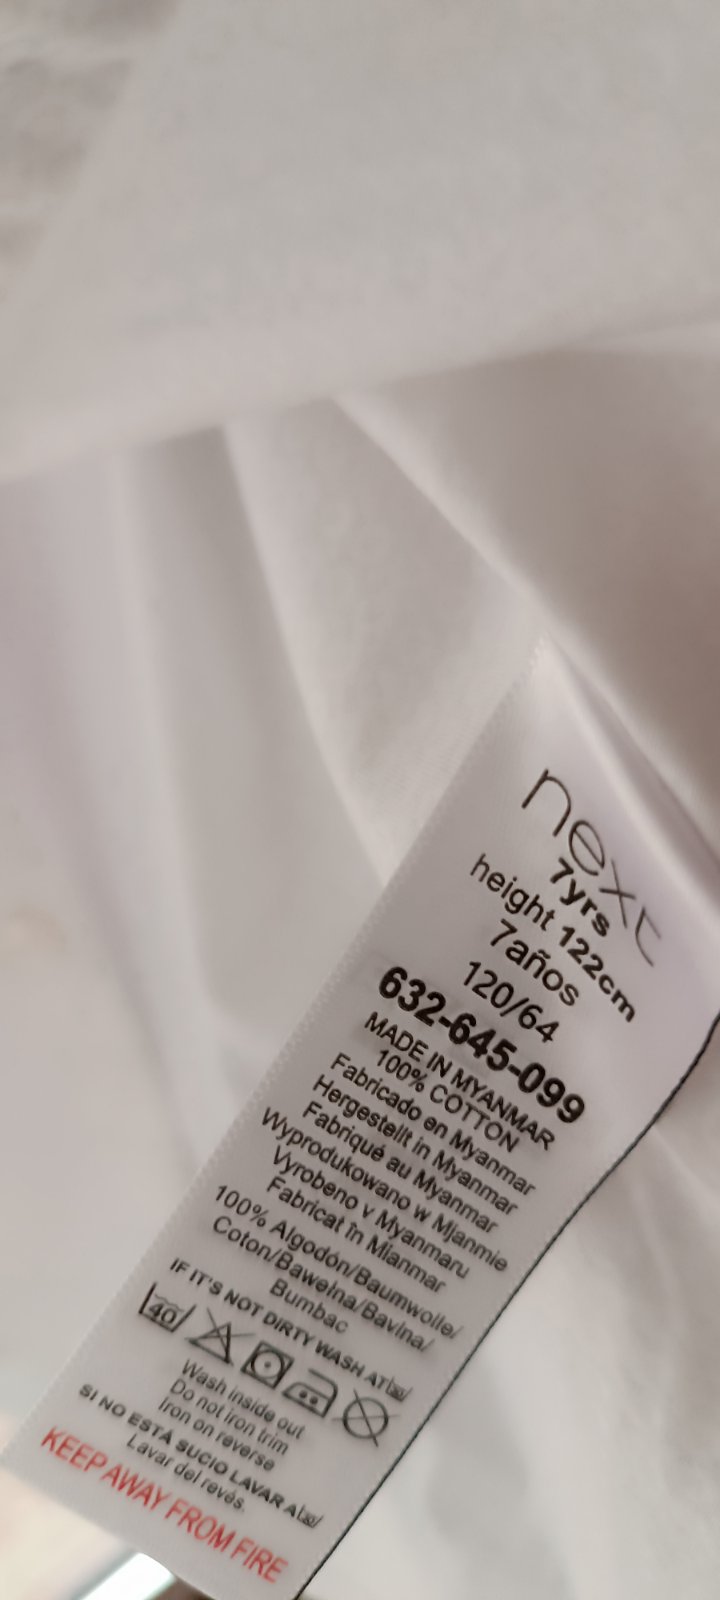 next
7yrs
height 122cm
7años
120/64
632-645-099
MADE IN MYANMAR
100% COTTON
Fabricado en Myanmar
Hergestellt in Myanmar
Fabriqué au Myanmar
Wyprodukowano w Mjanmie
Vyrobeno v Myanmaru
Fabricat în Mianmar
100% Algodón/Baumwolle/
Coton/Bawełna/Bavlna/
Bumbac
IF IT'S NOT DIRTY WASH AT 30
40
Wash inside out
Do not iron trim
Iron on reverse
SI NO ESTÁ SUCIO LAVAR A 30
Lavar del revés.
KEEP AWAY FROM FIRE